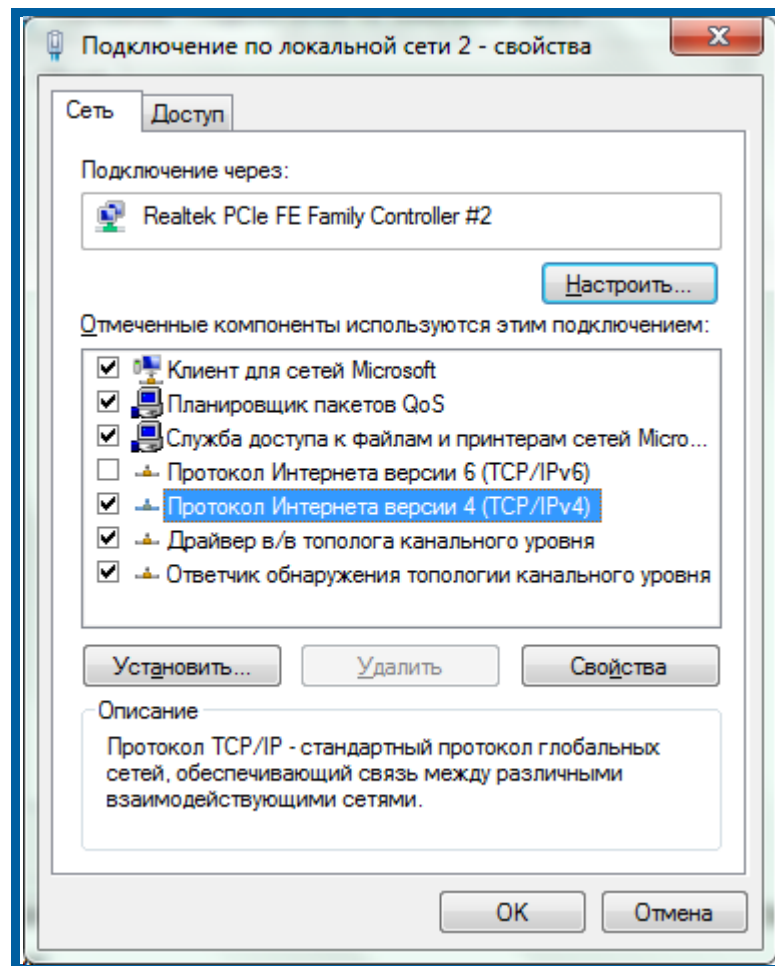 Подключение по локальной сети 2 - свойства
Сеть
Доступ
Подключение через:
Realtek PCIe FE Family Controller #2
Настроить...
Отмеченные компоненты используются этим подключением:
Клиент для сетей Microsoft
Планировщик пакетов QoS
Служба доступа к файлам и принтерам сетей Micro...
Протокол Интернета версии 6 (TCP/IPv6)
Протокол Интернета версии 4 (TCP/IPv4)
Драйвер в/в тополога канального уровня
Ответчик обнаружения топологии канального уровня
Установить...
Удалить
Свойства
Описание
Протокол TCP/IP - стандартный протокол глобальных
сетей, обеспечивающий связь между различными
взаимодействующими сетями.
OK
Отмена